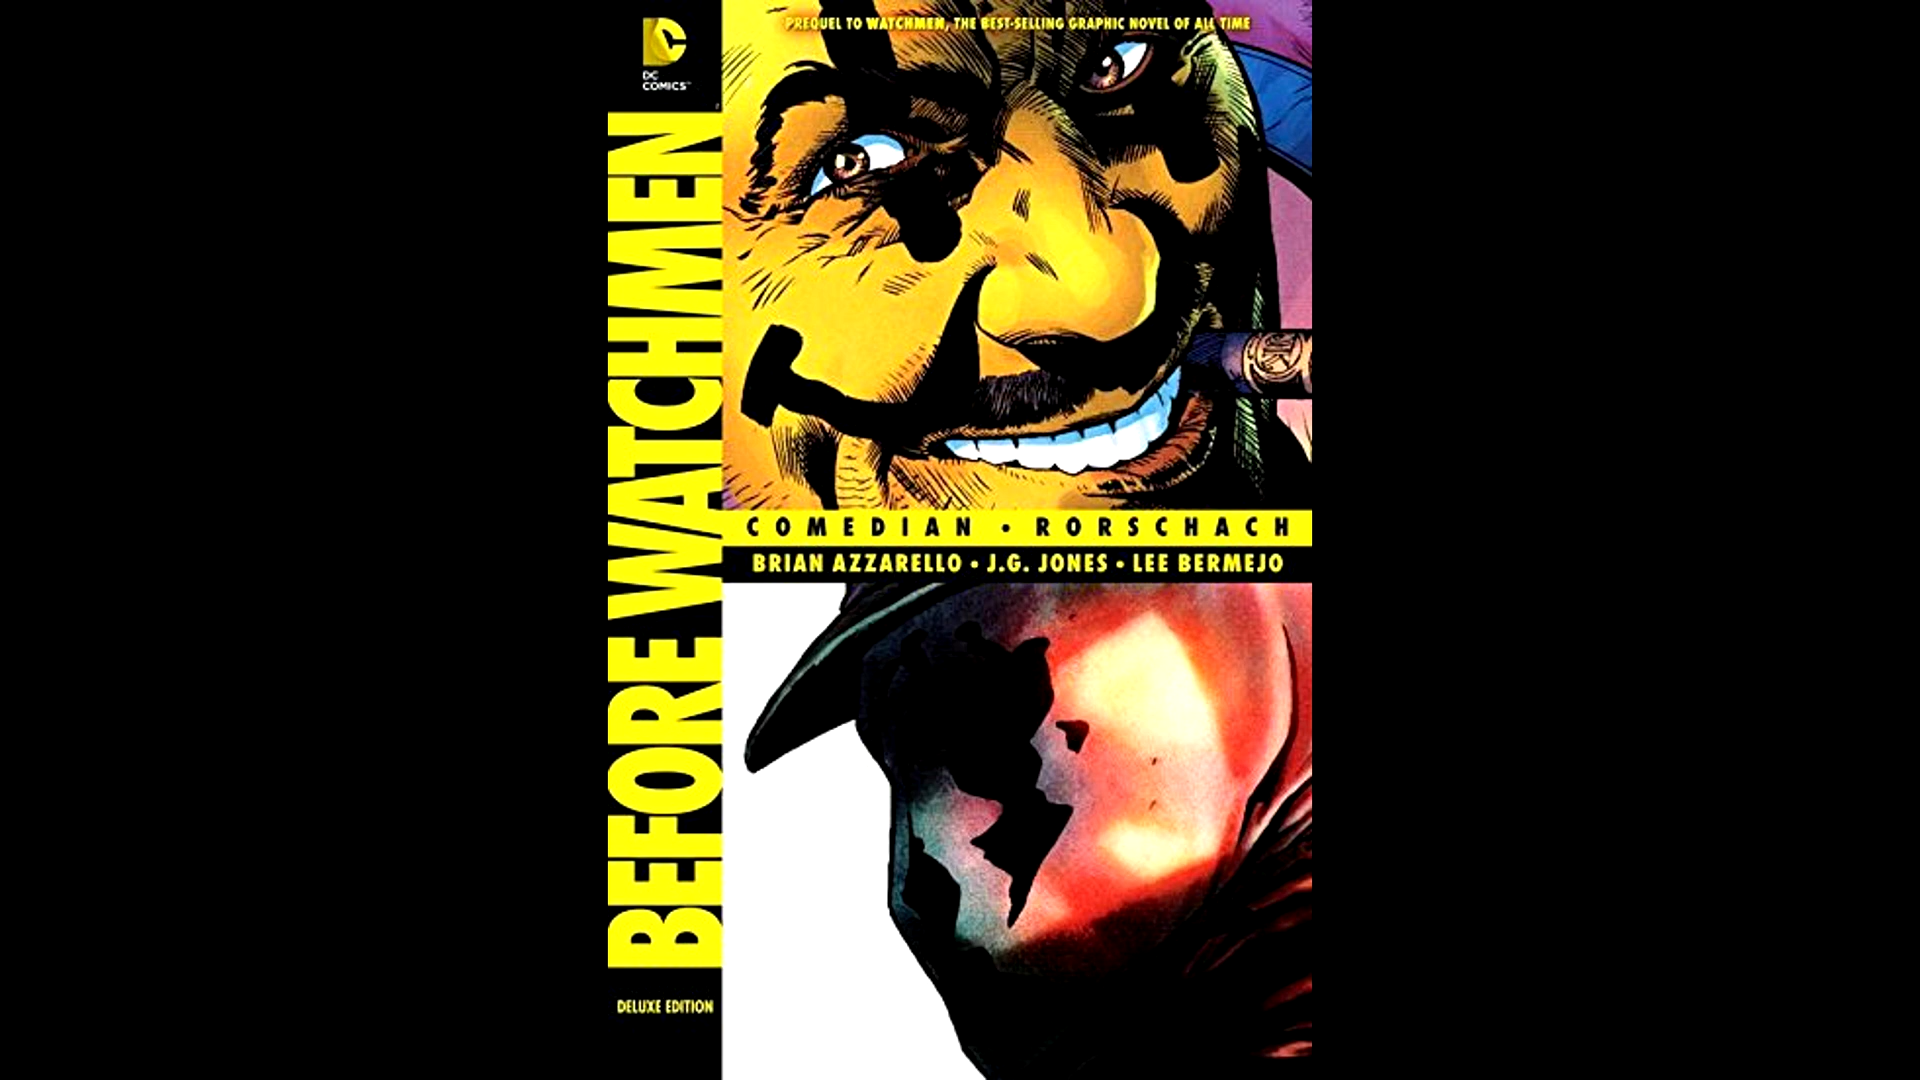 DC
COMICS™
BEFORE WATCHMEN
DELUXE EDITION
PREQUEL TO WATCHMEN, THE BEST-SELLING GRAPHIC NOVEL OF ALL TIME
COMEDIAN • RORSCHACH
BRIAN AZZARELLO • J.G. JONES • LEE BERMEJO